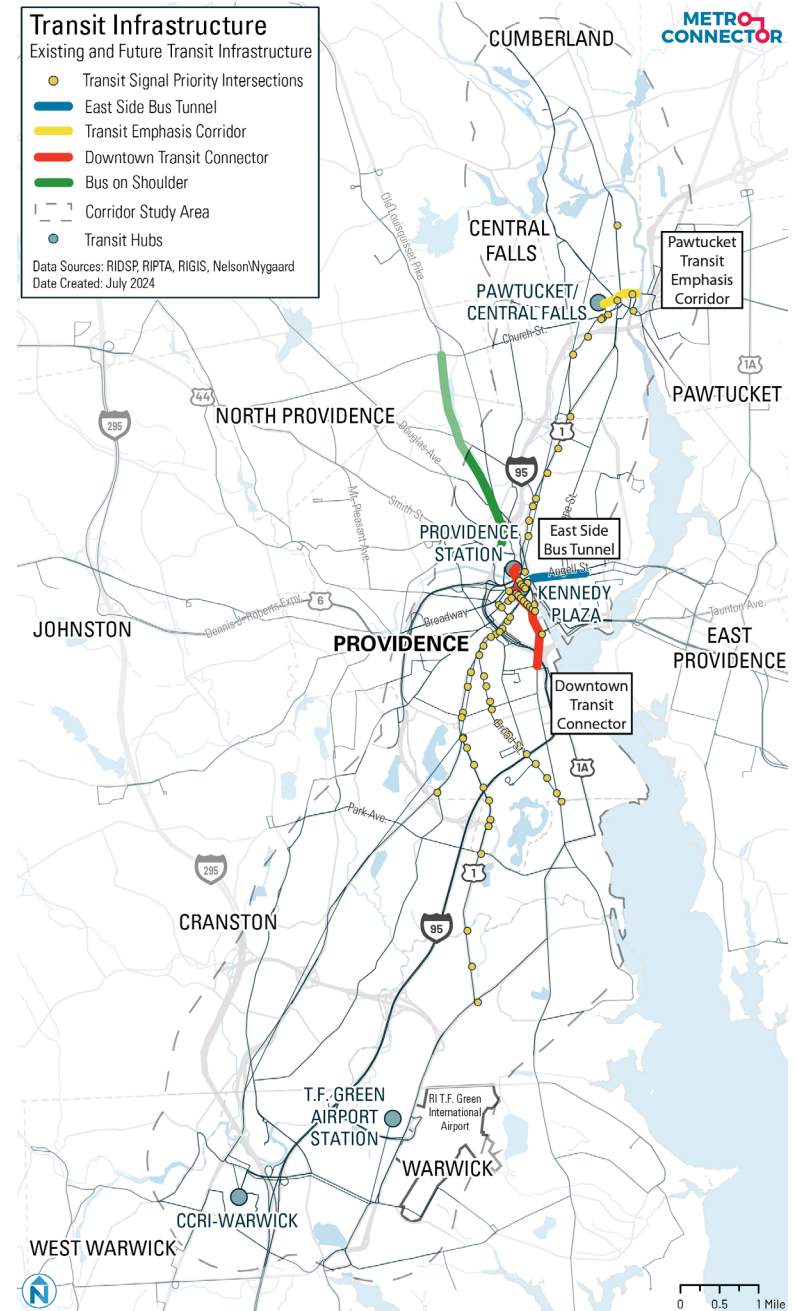 Transit Infrastructure
Existing and Future Transit Infrastructure
Transit Signal Priority Intersections
East Side Bus Tunnel
Transit Emphasis Corridor
Downtown Transit Connector
Bus on Shoulder
Corridor Study Area
Transit Hubs
Data Sources: RIDSP, RIPTA, RIGIS, Nelson\Nygaard
Date Created: July 2024
METRO
CONNECTOR
CUMBERLAND
Old Louisquisset Pike
CENTRAL
FALLS
Pawtucket
Transit
Emphasis
Corridor
PAWTUCKET/
CENTRAL FALLS
Church St.
1A
PAWTUCKET
44
NORTH PROVIDENCE
295
Douglas Ave.
1
95
Smith St.
Mt. Pleasant Ave.
PROVIDENCE
STATION
East Side
Bus Tunnel
Angell St.
KENNEDY
PLAZA
6
Dennis J. Roberts Expy.
Broadway
Taunton Ave.
JOHNSTON
PROVIDENCE
EAST
PROVIDENCE
Downtown
Transit
Connector
Broad St.
1A
Park Ave.
295
1
CRANSTON
95
T.F. GREEN
AIRPORT
STATION
RI T.F. Green
International
Airport
WARWICK
CCRI-WARWICK
WEST WARWICK
N
0 0.5 1 Mile